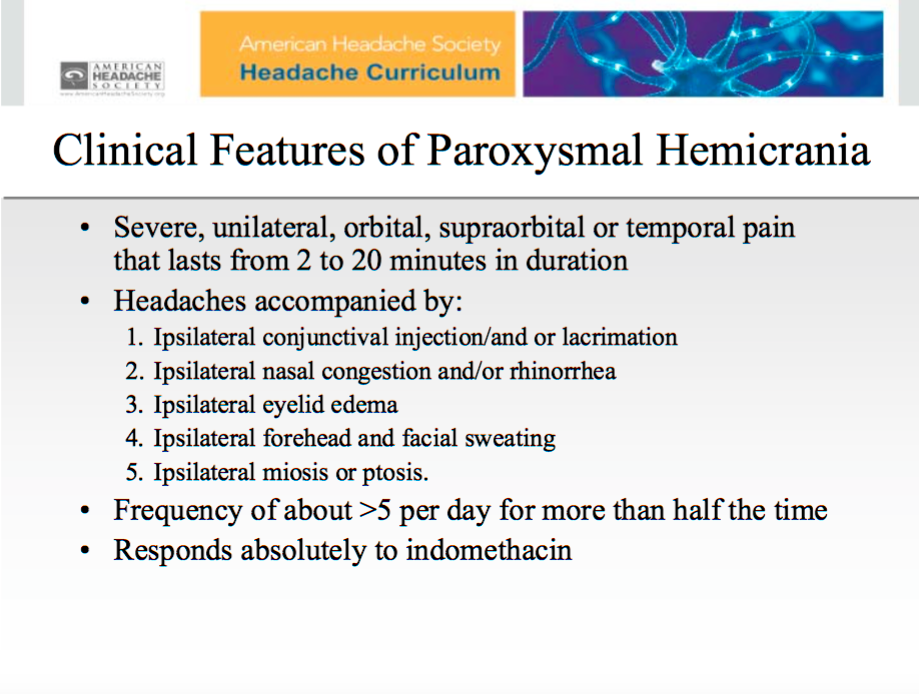 American Headache Society
Headache Curriculum
AMERICAN
HEADACHE
SOCIETY
www.AmericanHeadacheSociety.org
Clinical Features of Paroxysmal Hemicrania
• Severe, unilateral, orbital, supraorbital or temporal pain
that lasts from 2 to 20 minutes in duration
• Headaches accompanied by:
1. Ipsilateral conjunctival injection/and or lacrimation
2. Ipsilateral nasal congestion and/or rhinorrhea
3. Ipsilateral eyelid edema
4. Ipsilateral forehead and facial sweating
5. Ipsilateral miosis or ptosis.
• Frequency of about >5 per day for more than half the time
• Responds absolutely to indomethacin